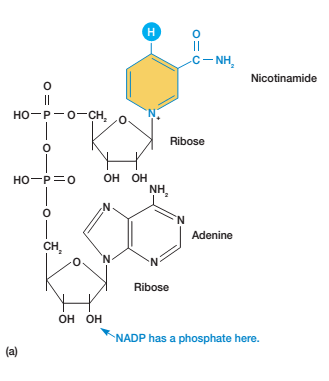 H
O
C
NH2
Nicotinamide
N+
O
HO
P
O
CH2
O
Ribose
O
OH
OH
HO
P
O
NH2
O
N
N
Adenine
CH2
N
N
O
Ribose
OH
OH
NADP has a phosphate here.
(a)